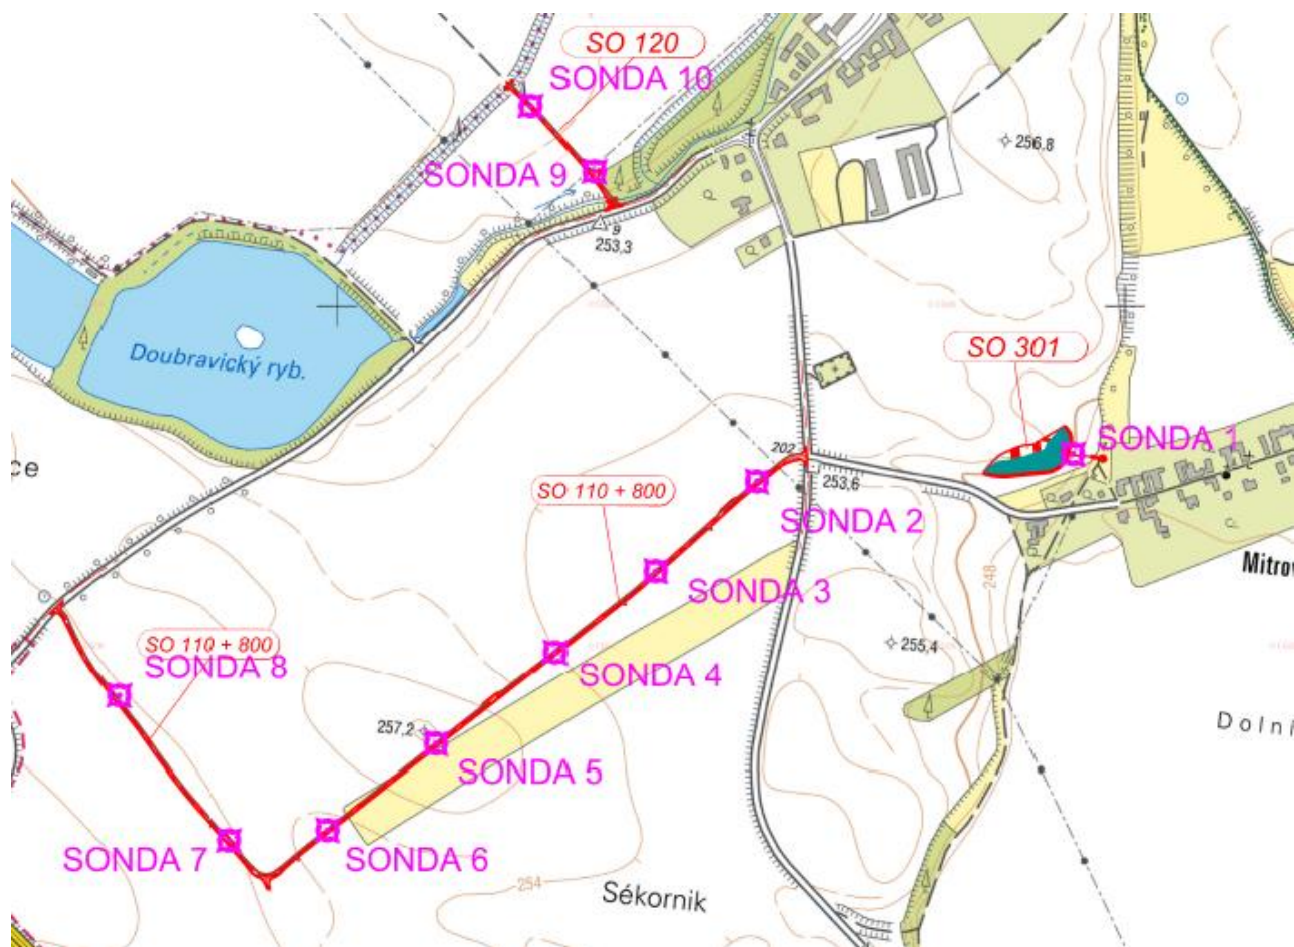 SO 120
SONDA 10
256,8
SONDA 9
9
253,3
Doubravický ryb.
SO 301
ce
202
SONDA 1
253,6
SO 110 + 800
SONDA 2
SONDA 3
248
Mitrov
SO 110 + 800
SONDA 8
255,4
SONDA 4
257,2
Dolní
SONDA 5
SONDA 7
SONDA 6
254
Sékornik